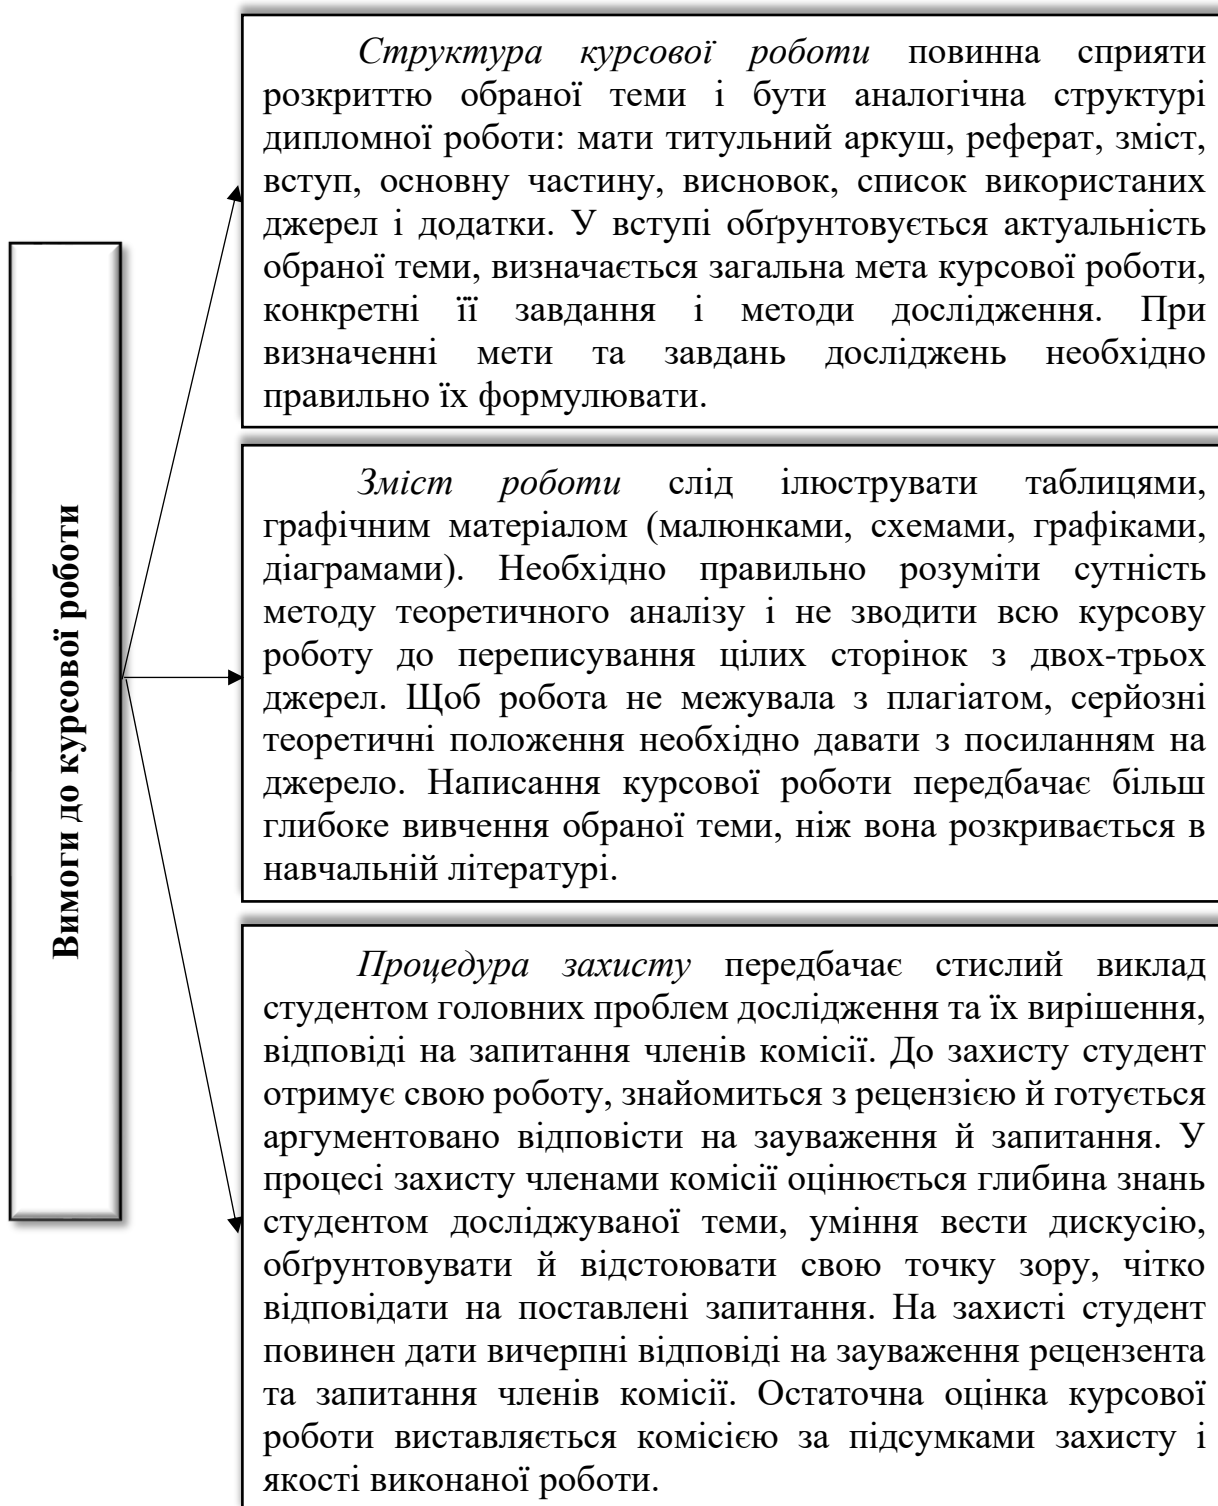 Вимоги до курсової роботи
Структура курсової роботи повинна сприяти
розкриттю обраної теми і бути аналогічна структурі
дипломної роботи: мати титульний аркуш, реферат, зміст,
вступ, основну частину, висновок, список використаних
джерел і додатки. У вступі обґрунтовується актуальність
обраної теми, визначається загальна мета курсової роботи,
конкретні її завдання і методи дослідження. При
визначенні мети та завдань досліджень необхідно
правильно їх формулювати.
Зміст роботи слід ілюструвати таблицями,
графічним матеріалом (малюнками, схемами, графіками,
діаграмами). Необхідно правильно розуміти сутність
методу теоретичного аналізу і не зводити всю курсову
роботу до переписування цілих сторінок з двох-трьох
джерел. Щоб робота не межувала з плагіатом, серйозні
теоретичні положення необхідно давати з посиланням на
джерело. Написання курсової роботи передбачає більш
глибоке вивчення обраної теми, ніж вона розкривається в
навчальній літературі.
Процедура захисту передбачає стислий виклад
студентом головних проблем дослідження та їх вирішення,
відповіді на запитання членів комісії. До захисту студент
отримує свою роботу, знайомиться з рецензією й готується
аргументовано відповісти на зауваження й запитання. У
процесі захисту членами комісії оцінюється глибина знань
студентом досліджуваної теми, уміння вести дискусію,
обґрунтовувати й відстоювати свою точку зору, чітко
відповідати на поставлені запитання. На захисті студент
повинен дати вичерпні відповіді на зауваження рецензента
та запитання членів комісії. Остаточна оцінка курсової
роботи виставляється комісією за підсумками захисту і
якості виконаної роботи.